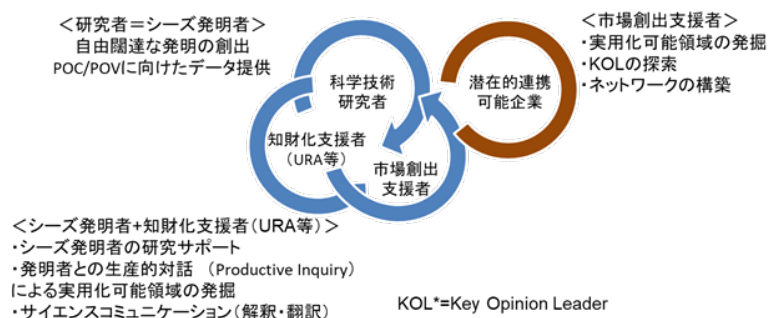 ＜研究者＝シーズ発明者＞
自由闊達な発明の創出
POC/POVに向けたデータ提供
科学技術
研究者
潜在的連携
可能企業
＜市場創出支援者＞
・実用化可能領域の発掘
・KOLの探索
・ネットワークの構築
知財化支援者
（URA等）
市場創出
支援者
＜シーズ発明者+知財化支援者（URA等）＞
・シーズ発明者の研究サポート
・発明者との生産的対話 （Productive Inquiry）
による実用化可能領域の発掘
・サイエンスコミュニケーション（解釈・翻訳）
KOL*=Key Opinion Leader